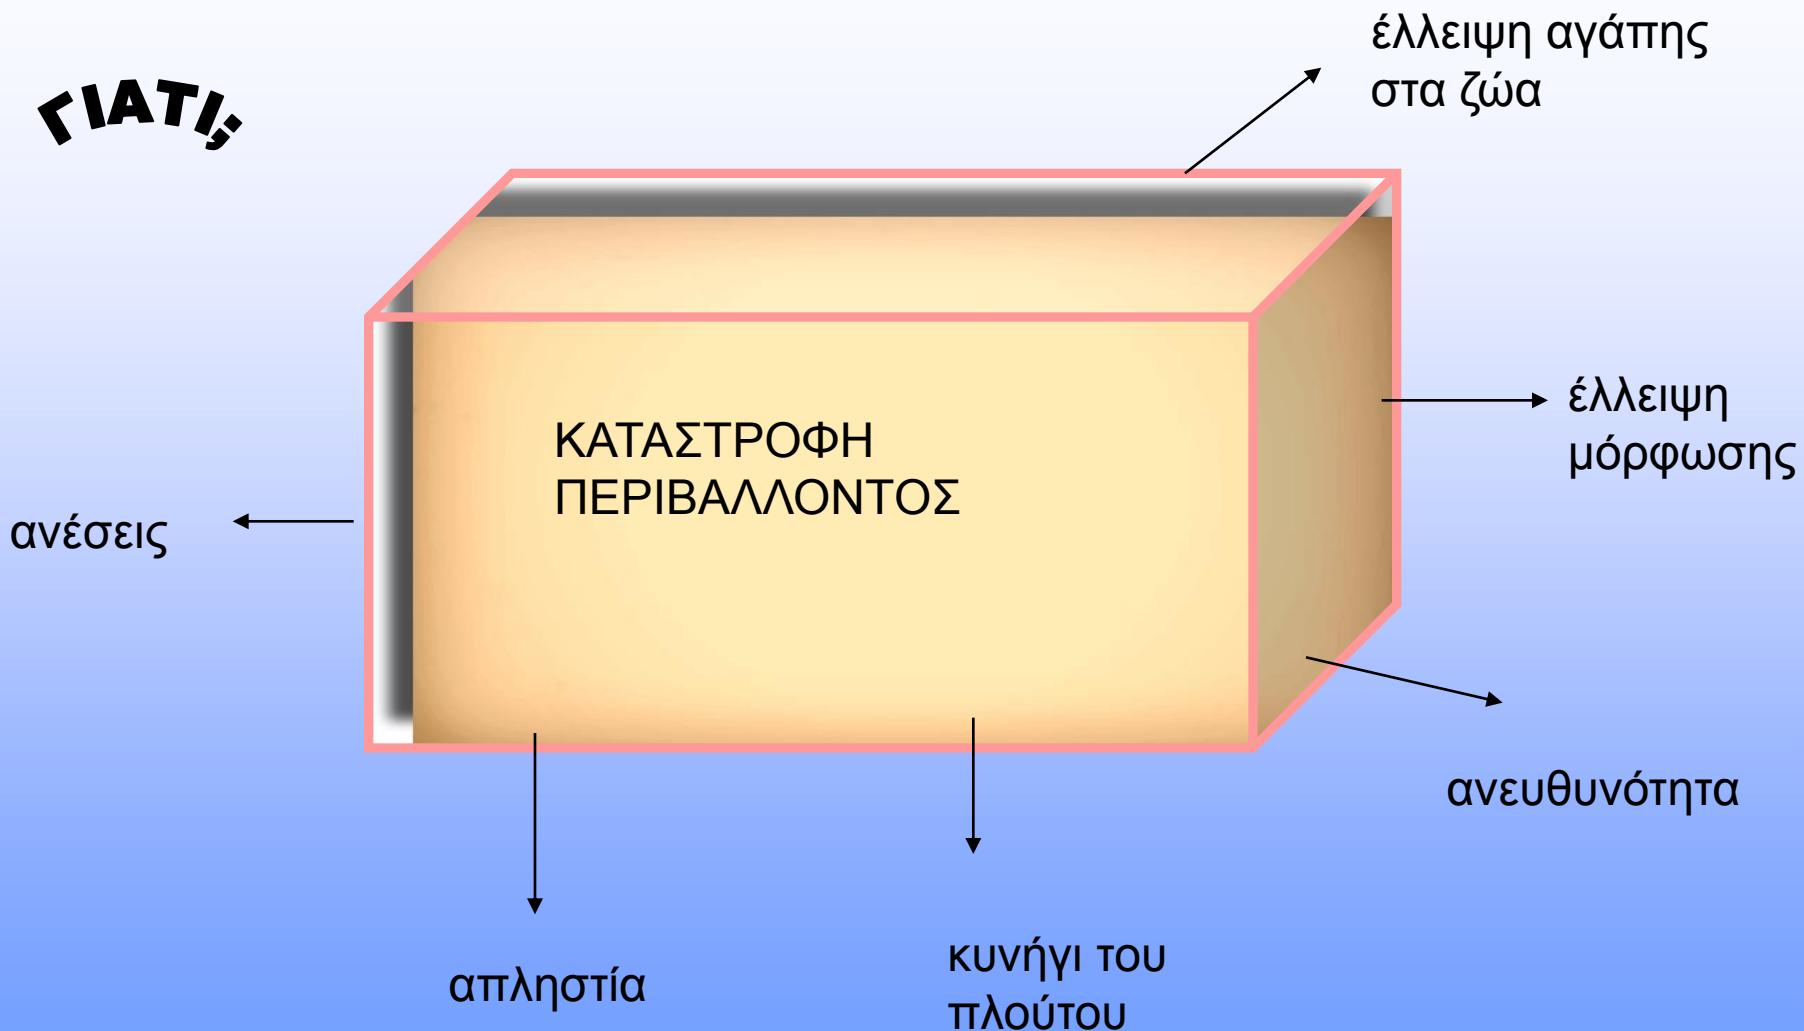 ΓΙΑΤΙ;
έλλειψη αγάπης
στα ζώα
ΚΑΤΑΣΤΡΟΦΗ
ΠΕΡΙΒΑΛΛΟΝΤΟΣ
έλλειψη
μόρφωσης
ανέσεις
ανευθυνότητα
απληστία
κυνήγι του
πλούτου